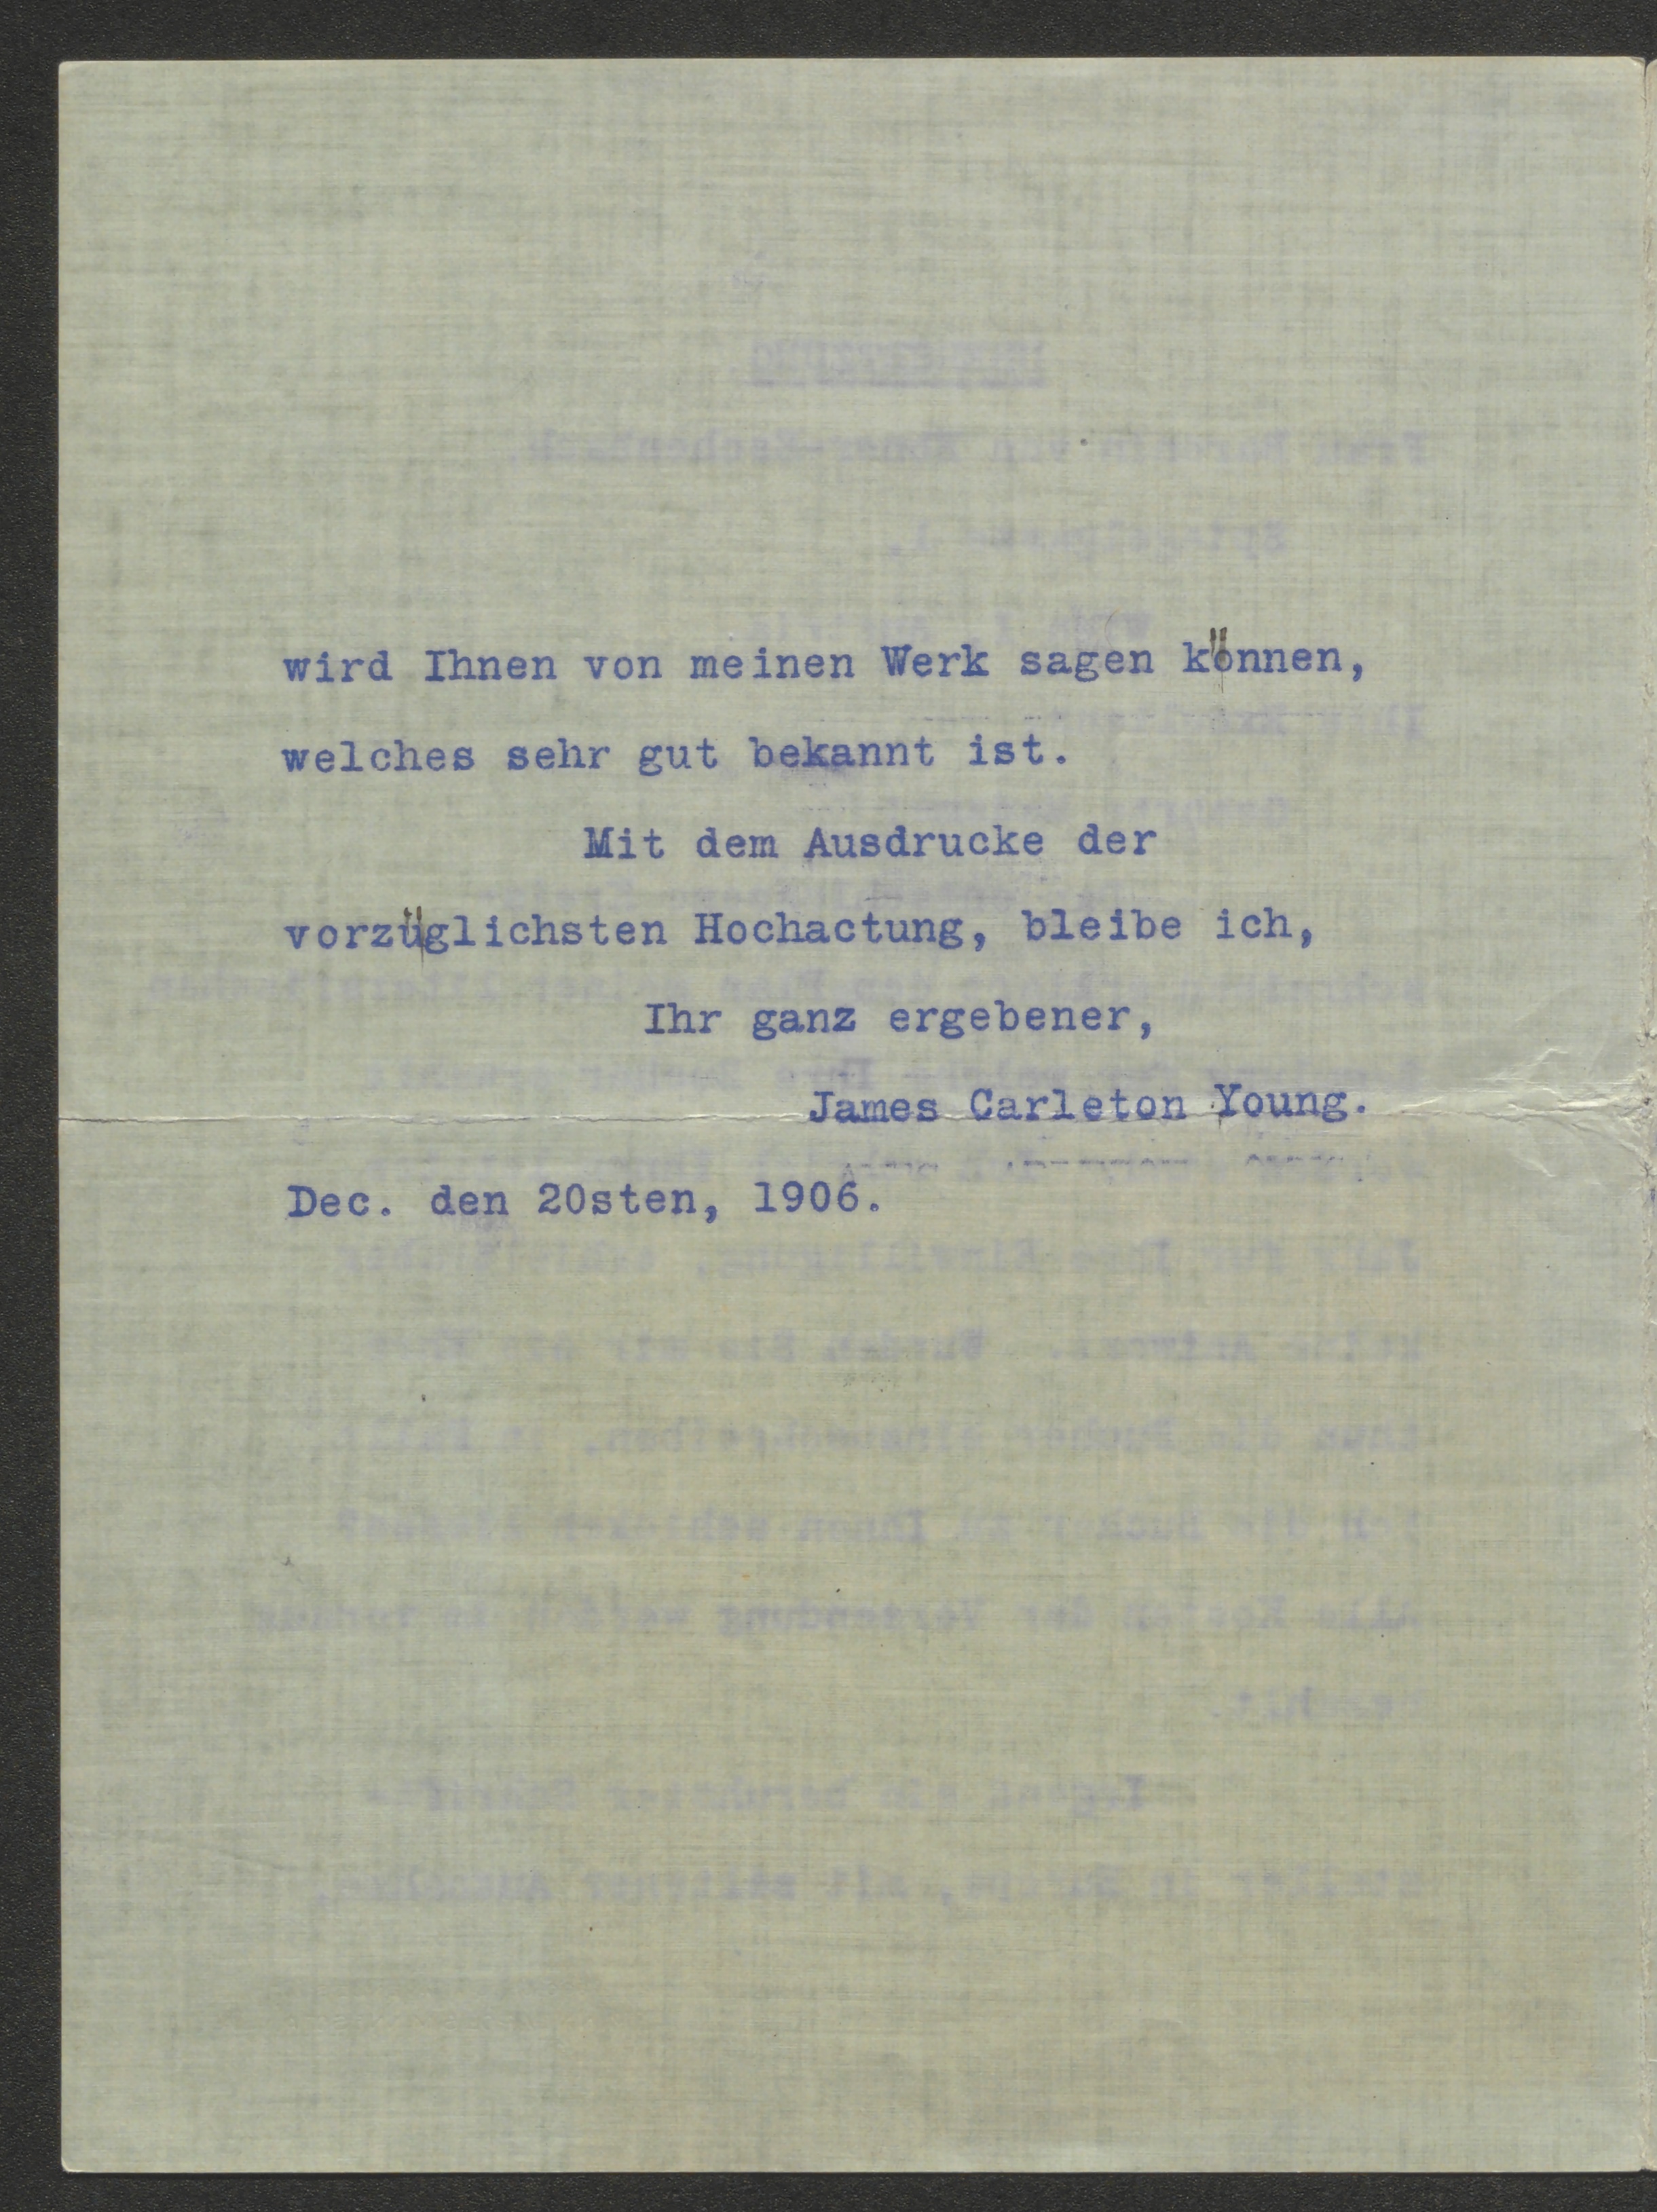 wird Ihnen von meinen Werk sagen können,
welches sehr gut bekannt ist.
Mit dem Ausdrucke der
vorzüglichsten Hochactung, bleibe ich,
Ihr ganz ergebener,
James Carleton Young.
Dec. den 20sten, 1906.